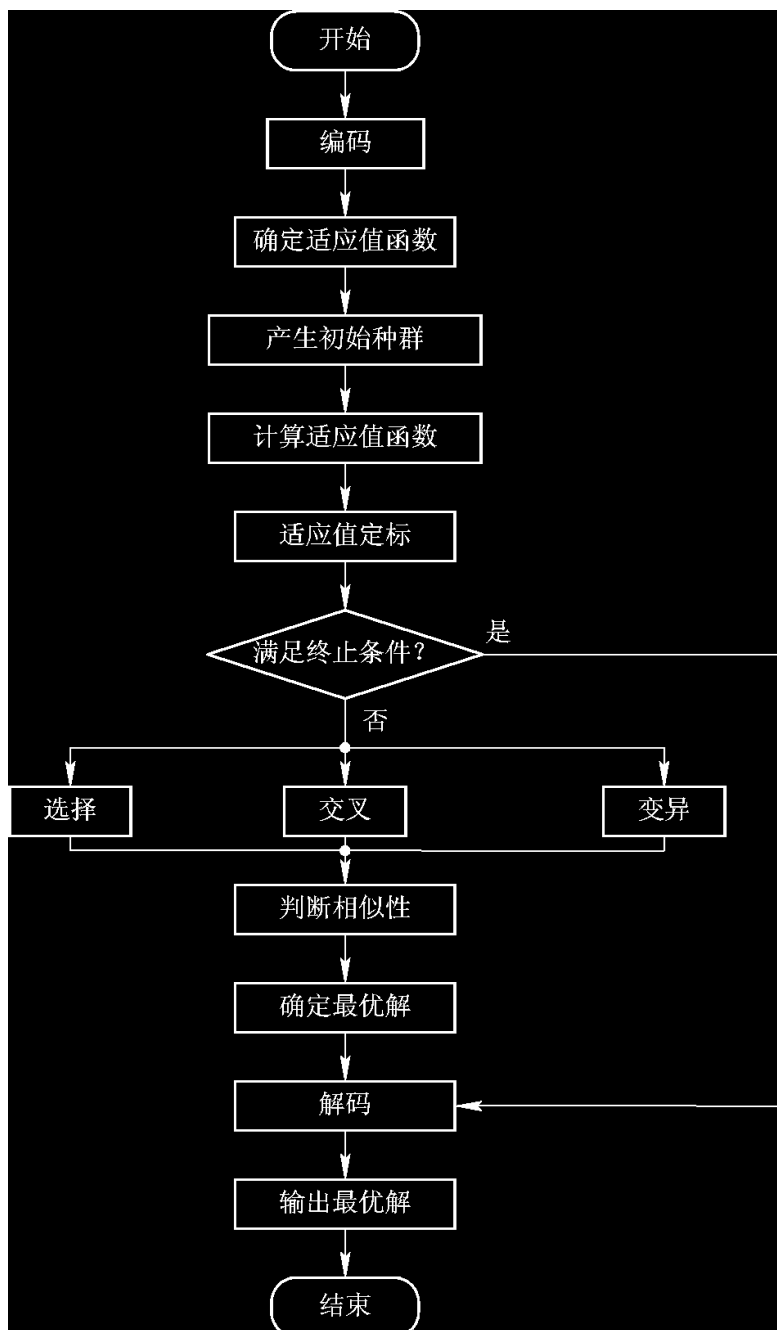 开始
编码
确定适应值函数
产生初始种群
计算适应值函数
适应值定标
满足终止条件?
是
否
选择
交叉
变异
判断相似性
确定最优解
解码
输出最优解
结束